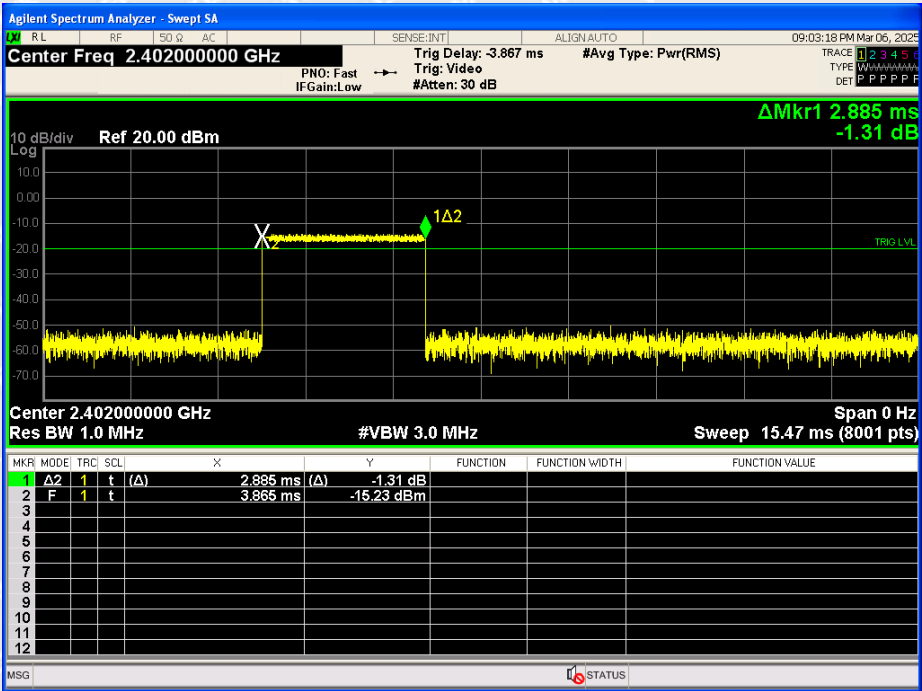 Agilent Spectrum Analyzer - Swept SA
LXI RL RF 50 Ω AC SENSE:INT ALIGN AUTO 09:03:18 PM Mar 06, 2025
Center Freq 2.402000000 GHz
PNO: Fast
IFGain:Low
Trig Delay: -3.867 ms
Trig: Video
#Atten: 30 dB
#Avg Type: Pwr(RMS)
TRACE 1 2 3 4 5 6
TYPE
DET P P P P P P
ΔMkr1 2.885 ms
-1.31 dB
10 dB/div Ref 20.00 dBm
Log
10.0
0.00
-10.0
1Δ2
X2
-20.0
TRIG LVL
-30.0
-40.0
-50.0
-60.0
-70.0
Center 2.402000000 GHz Span 0 Hz
Res BW 1.0 MHz #VBW 3.0 MHz Sweep 15.47 ms (8001 pts)
MKR MODE TRC SCL X Y FUNCTION FUNCTION WIDTH FUNCTION VALUE
1 Δ2 1 t (Δ) 2.885 ms (Δ) -1.31 dB
2 F 1 t 3.865 ms -15.23 dBm
3
4
5
6
7
8
9
10
11
12
MSG STATUS